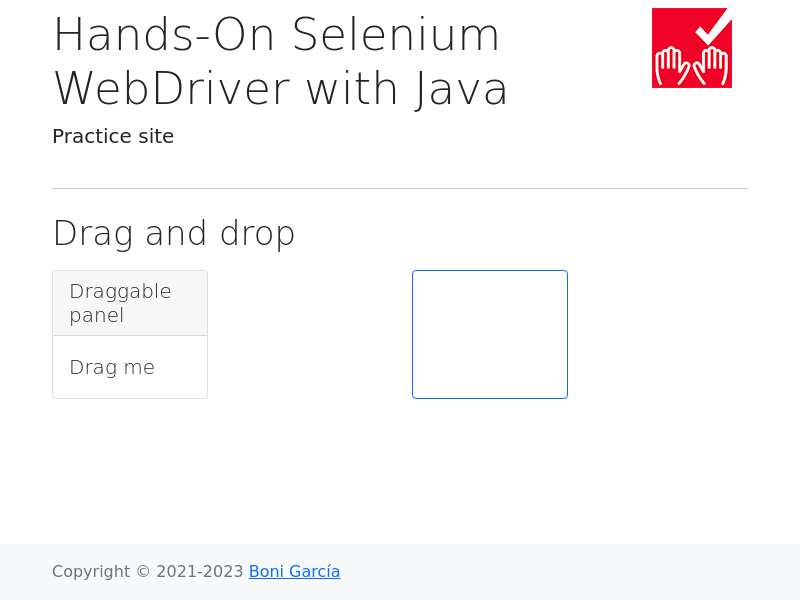 Hands-On Selenium
WebDriver with Java
Practice site
Drag and drop
Draggable
panel
Drag me
Copyright © 2021-2023 Boni García